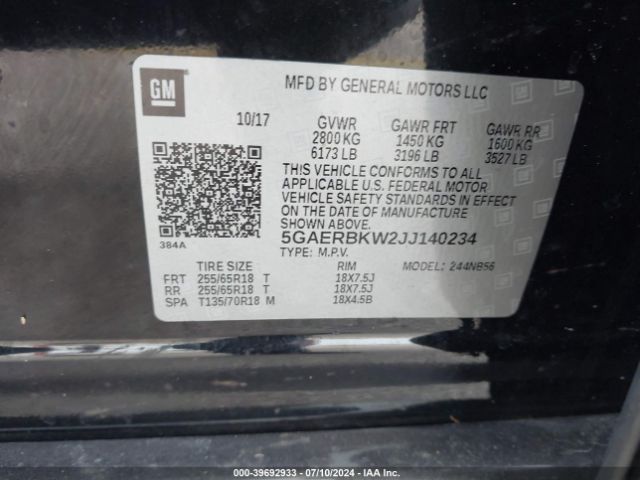 GM
MFD BY GENERAL MOTORS LLC
10/17 GVWR GAWR FRT GAWR RR
2800 KG 1450 KG 1600 KG
6173 LB 3196 LB 3527 LB
THIS VEHICLE CONFORMS TO ALL
APPLICABLE U.S. FEDERAL MOTOR
VEHICLE SAFETY STANDARDS IN EFFECT
ON THE DATE OF MANUFACTURE SHOWN ABOVE.
384A 5GAERBKW2JJ140234
TYPE: M.P.V. MODEL: 244NB56
TIRE SIZE RIM
FRT 255/65R18 T 18X7.5J
RR 255/65R18 T 18X7.5J
SPA T135/70R18 M 18X4.5B
000-39692933 - 07/10/2024 - IAA Inc.